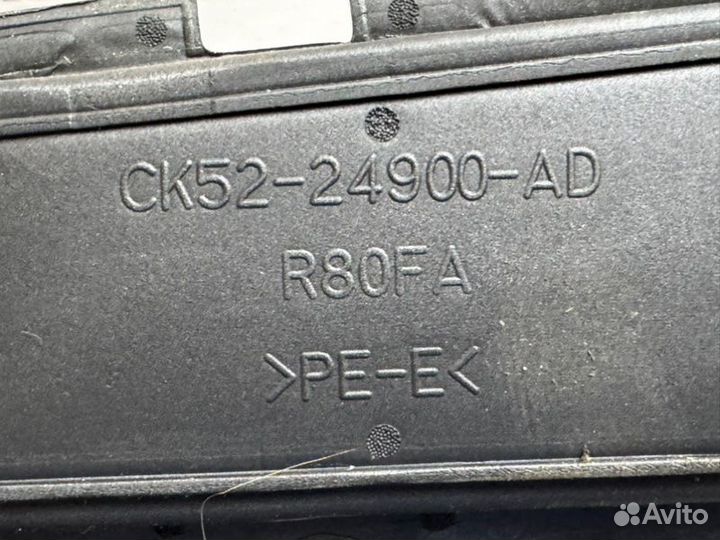 CK52-24900-AD
R80FA
>PE-E<
Avito